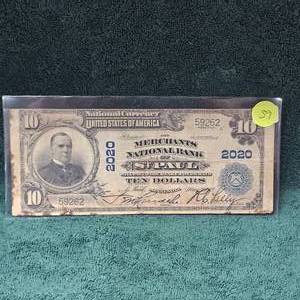 National Currency
UNITED STATES OF AMERICA
10
10
59262
THE
MERCHANTS
NATIONAL BANK
OF
ST. PAUL
2020
2020
TEN DOLLARS
59262
10
59